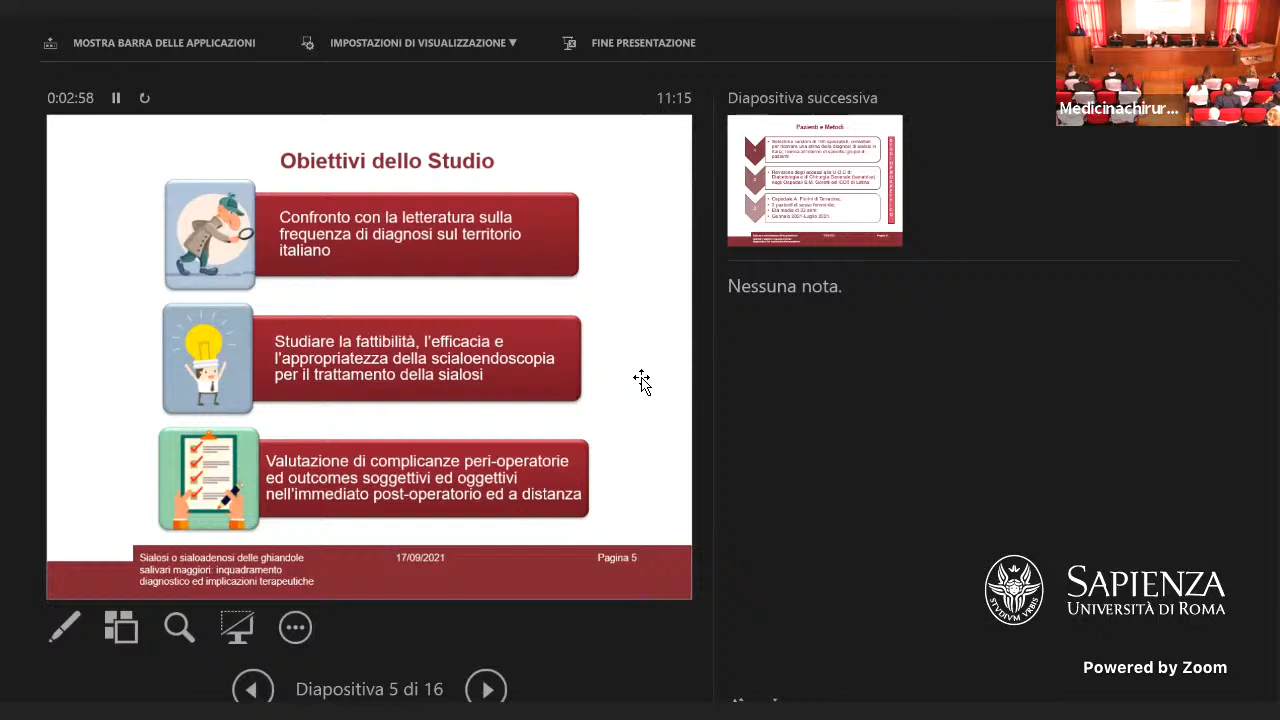 MOSTRA BARRA DELLE APPLICAZIONI
IMPOSTAZIONI DI VISUALIZZAZIONE ▼
FINE PRESENTAZIONE
Medicinachirur...
0:02:58
11:15
Diapositiva successiva
Obiettivi dello Studio
Confronto con la letteratura sulla
frequenza di diagnosi sul territorio
italiano
Studiare la fattibilità, l'efficacia e
l'appropriatezza della scialoendoscopia
per il trattamento della sialosi
Valutazione di complicanze peri-operatorie
ed outcomes soggettivi ed oggettivi
nell'immediato post-operatorio ed a distanza
Sialosi o sialoadenosi delle ghiandole
salivari maggiori: inquadramento
diagnostico ed implicazioni terapeutiche
17/09/2021
Pagina 5
Pazienti e Metodi
Nessuna nota.
Diapositiva 5 di 16
STUDIUM URBIS
SAPIENZA
UNIVERSITÀ DI ROMA
Powered by Zoom